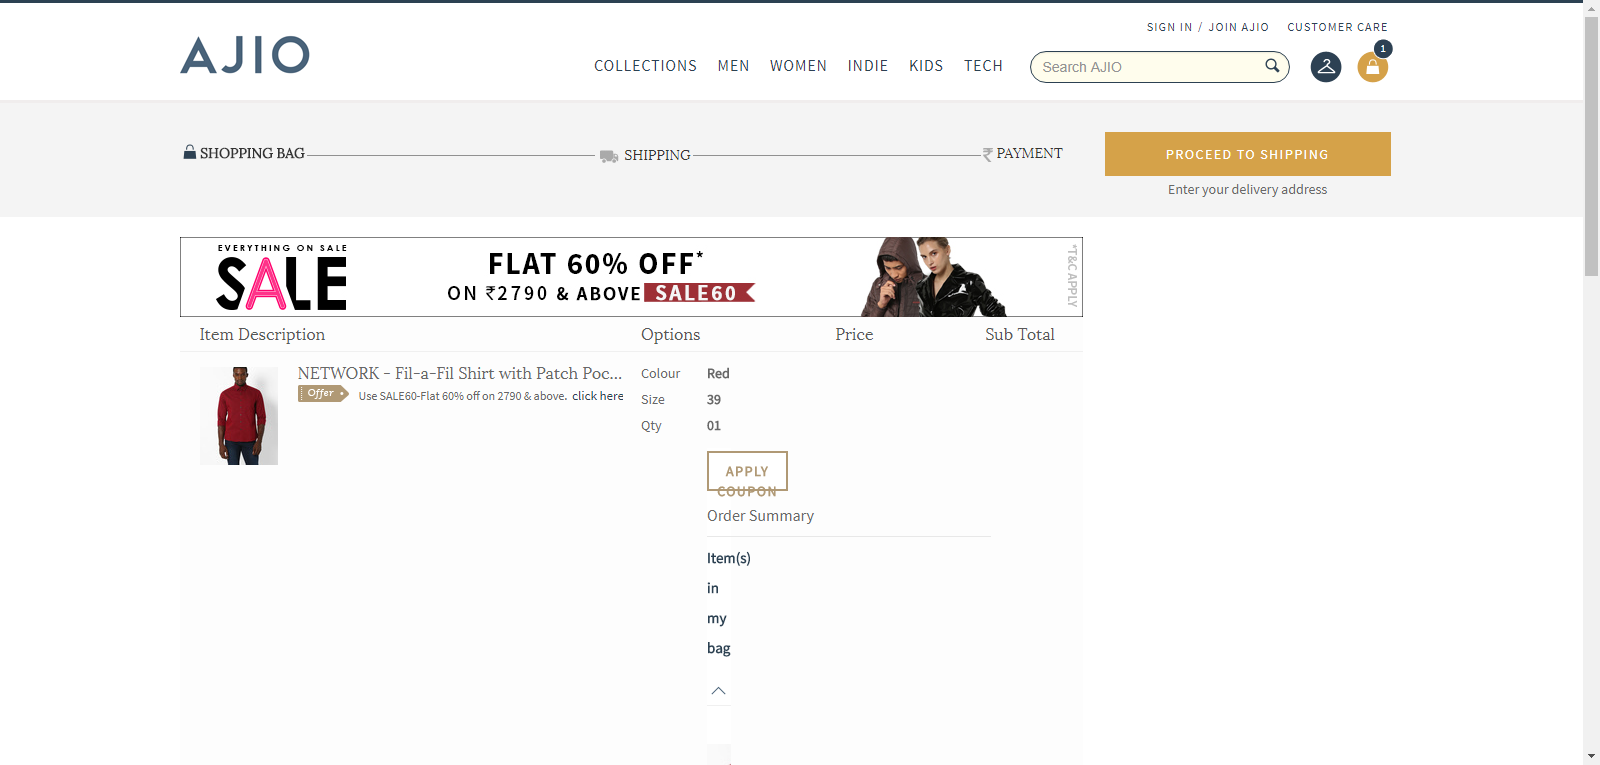 SIGN IN / JOIN AJIO CUSTOMER CARE
AJIO
COLLECTIONS MEN WOMEN INDIE KIDS TECH
Search AJIO
1
SHOPPING BAG
SHIPPING
₹ PAYMENT
PROCEED TO SHIPPING
Enter your delivery address
EVERYTHING ON SALE
SALE
FLAT 60% OFF*
ON ₹2790 & ABOVE SALE60
*T&C APPLY
Item Description Options Price Sub Total
NETWORK - Fil-a-Fil Shirt with Patch Poc...
Offer
Use SALE60-Flat 60% off on 2790 & above. click here
Colour Red
Size 39
Qty 01
APPLY
COUPON
Order Summary
Item(s)
in
my
bag